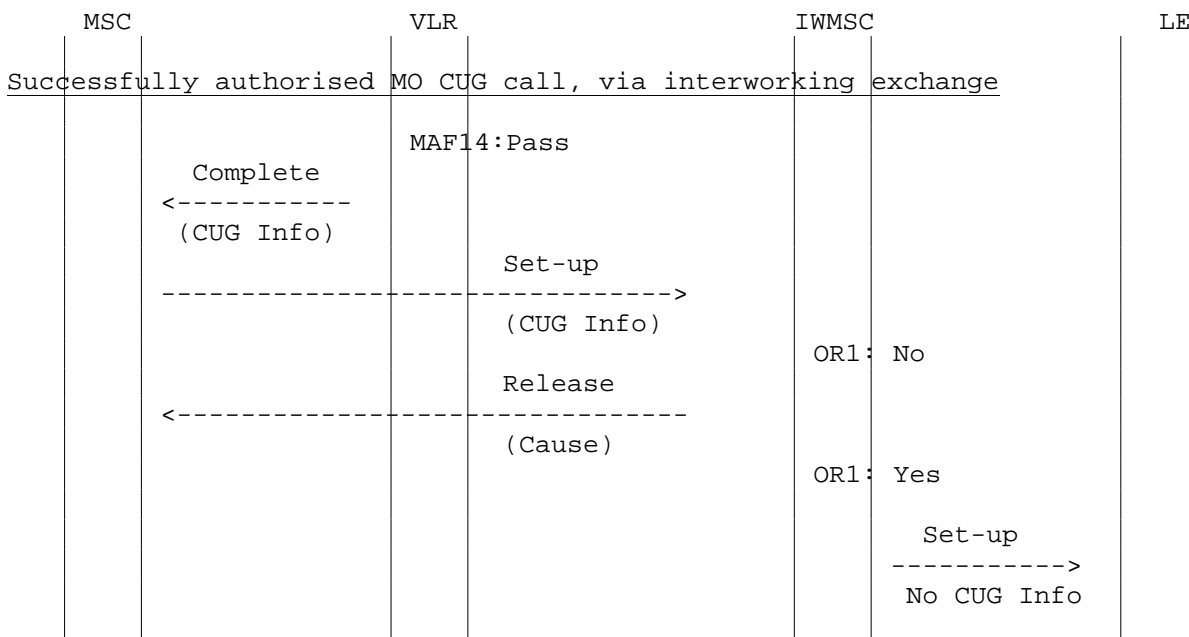 MSC VLR IWMSC LE
Successfully authorised MO CUG call, via interworking exchange
MAF14:Pass
Complete
<-----------
(CUG Info)
Set-up
-------------------------------->
(CUG Info)
OR1: No
Release
<--------------------------------
(Cause)
OR1: Yes
Set-up
----------->
No CUG Info